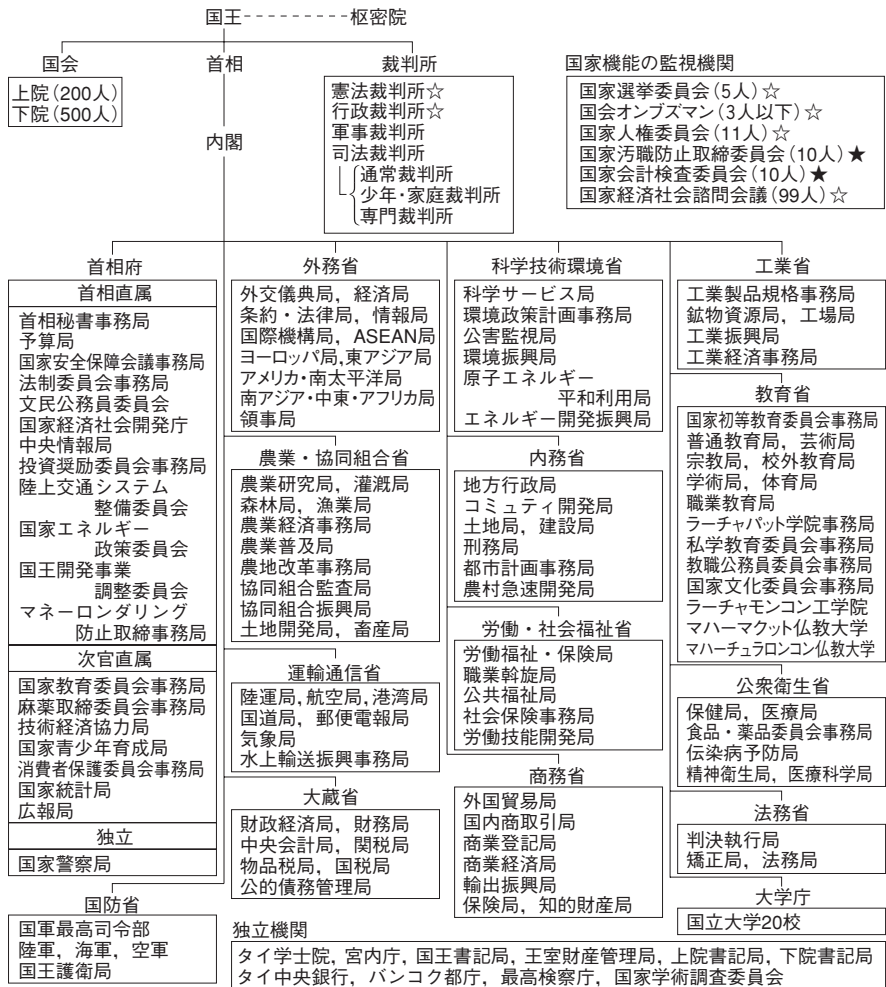 国王 枢密院
国会
上院(200人)
下院(500人)
首相
内閣
裁判所
憲法裁判所☆
行政裁判所☆
軍事裁判所
司法裁判所
通常裁判所
少年・家庭裁判所
専門裁判所
国家機能の監視機関
国家選挙委員会(5人)☆
国会オンブズマン(3人以下)☆
国家人権委員会(11人)☆
国家汚職防止取締委員会(10人)★
国家会計検査委員会(10人)★
国家経済社会諮問会議(99人)☆
首相府
首相直属
首相秘書事務局
予算局
国家安全保障会議事務局
法制委員会事務局
文民公務員委員会
国家経済社会開発庁
中央情報局
投資奨励委員会事務局
陸上交通システム
整備委員会
国家エネルギー
政策委員会
国王開発事業
調整委員会
マネーロンダリング
防止取締事務局
次官直属
国家教育委員会事務局
麻薬取締委員会事務局
技術経済協力局
国家青少年育成局
消費者保護委員会事務局
国家統計局
広報局
独立
国家警察局
国防省
国軍最高司令部
陸軍，海軍，空軍
国王護衛局
外務省
外交儀典局，経済局
条約・法律局，情報局
国際機構局，ASEAN局
ヨーロッパ局,東アジア局
アメリカ・南太平洋局
南アジア・中東・アフリカ局
領事局
農業・協同組合省
農業研究局，灌漑局
森林局，漁業局
農業経済事務局
農業普及局
農地改革事務局
協同組合監査局
協同組合振興局
土地開発局，畜産局
運輸通信省
陸運局,航空局,港湾局
国道局，郵便電報局
気象局
水上輸送振興事務局
大蔵省
財政経済局，財務局
中央会計局，関税局
物品税局，国税局
公的債務管理局
科学技術環境省
科学サービス局
環境政策計画事務局
公害監視局
環境振興局
原子エネルギー
平和利用局
エネルギー開発振興局
内務省
地方行政局
コミュティ開発局
土地局，建設局
刑務局
都市計画事務局
農村急速開発局
労働・社会福祉省
労働福祉・保険局
職業斡旋局
公共福祉局
社会保険事務局
労働技能開発局
商務省
外国貿易局
国内商取引局
商業登記局
商業経済局
輸出振興局
保険局，知的財産局
工業省
工業製品規格事務局
鉱物資源局，工場局
工業振興局
工業経済事務局
教育省
国家初等教育委員会事務局
普通教育局，芸術局
宗教局，校外教育局
学術局，体育局
職業教育局
ラーチャパット学院事務局
私学教育委員会事務局
教職公務員委員会事務局
国家文化委員会事務局
ラーチャモンコン工学院
マハーマクット仏教大学
マハーチュラロンコン仏教大学
公衆衛生省
保健局，医療局
食品・薬品委員会事務局
伝染病予防局
精神衛生局，医療科学局
法務省
判決執行局
矯正局，法務局
大学庁
国立大学20校
独立機関
タイ学士院，宮内庁，国王書記局，王室財産管理局，上院書記局，下院書記局
タイ中央銀行，バンコク都庁，最高検察庁，国家学術調査委員会